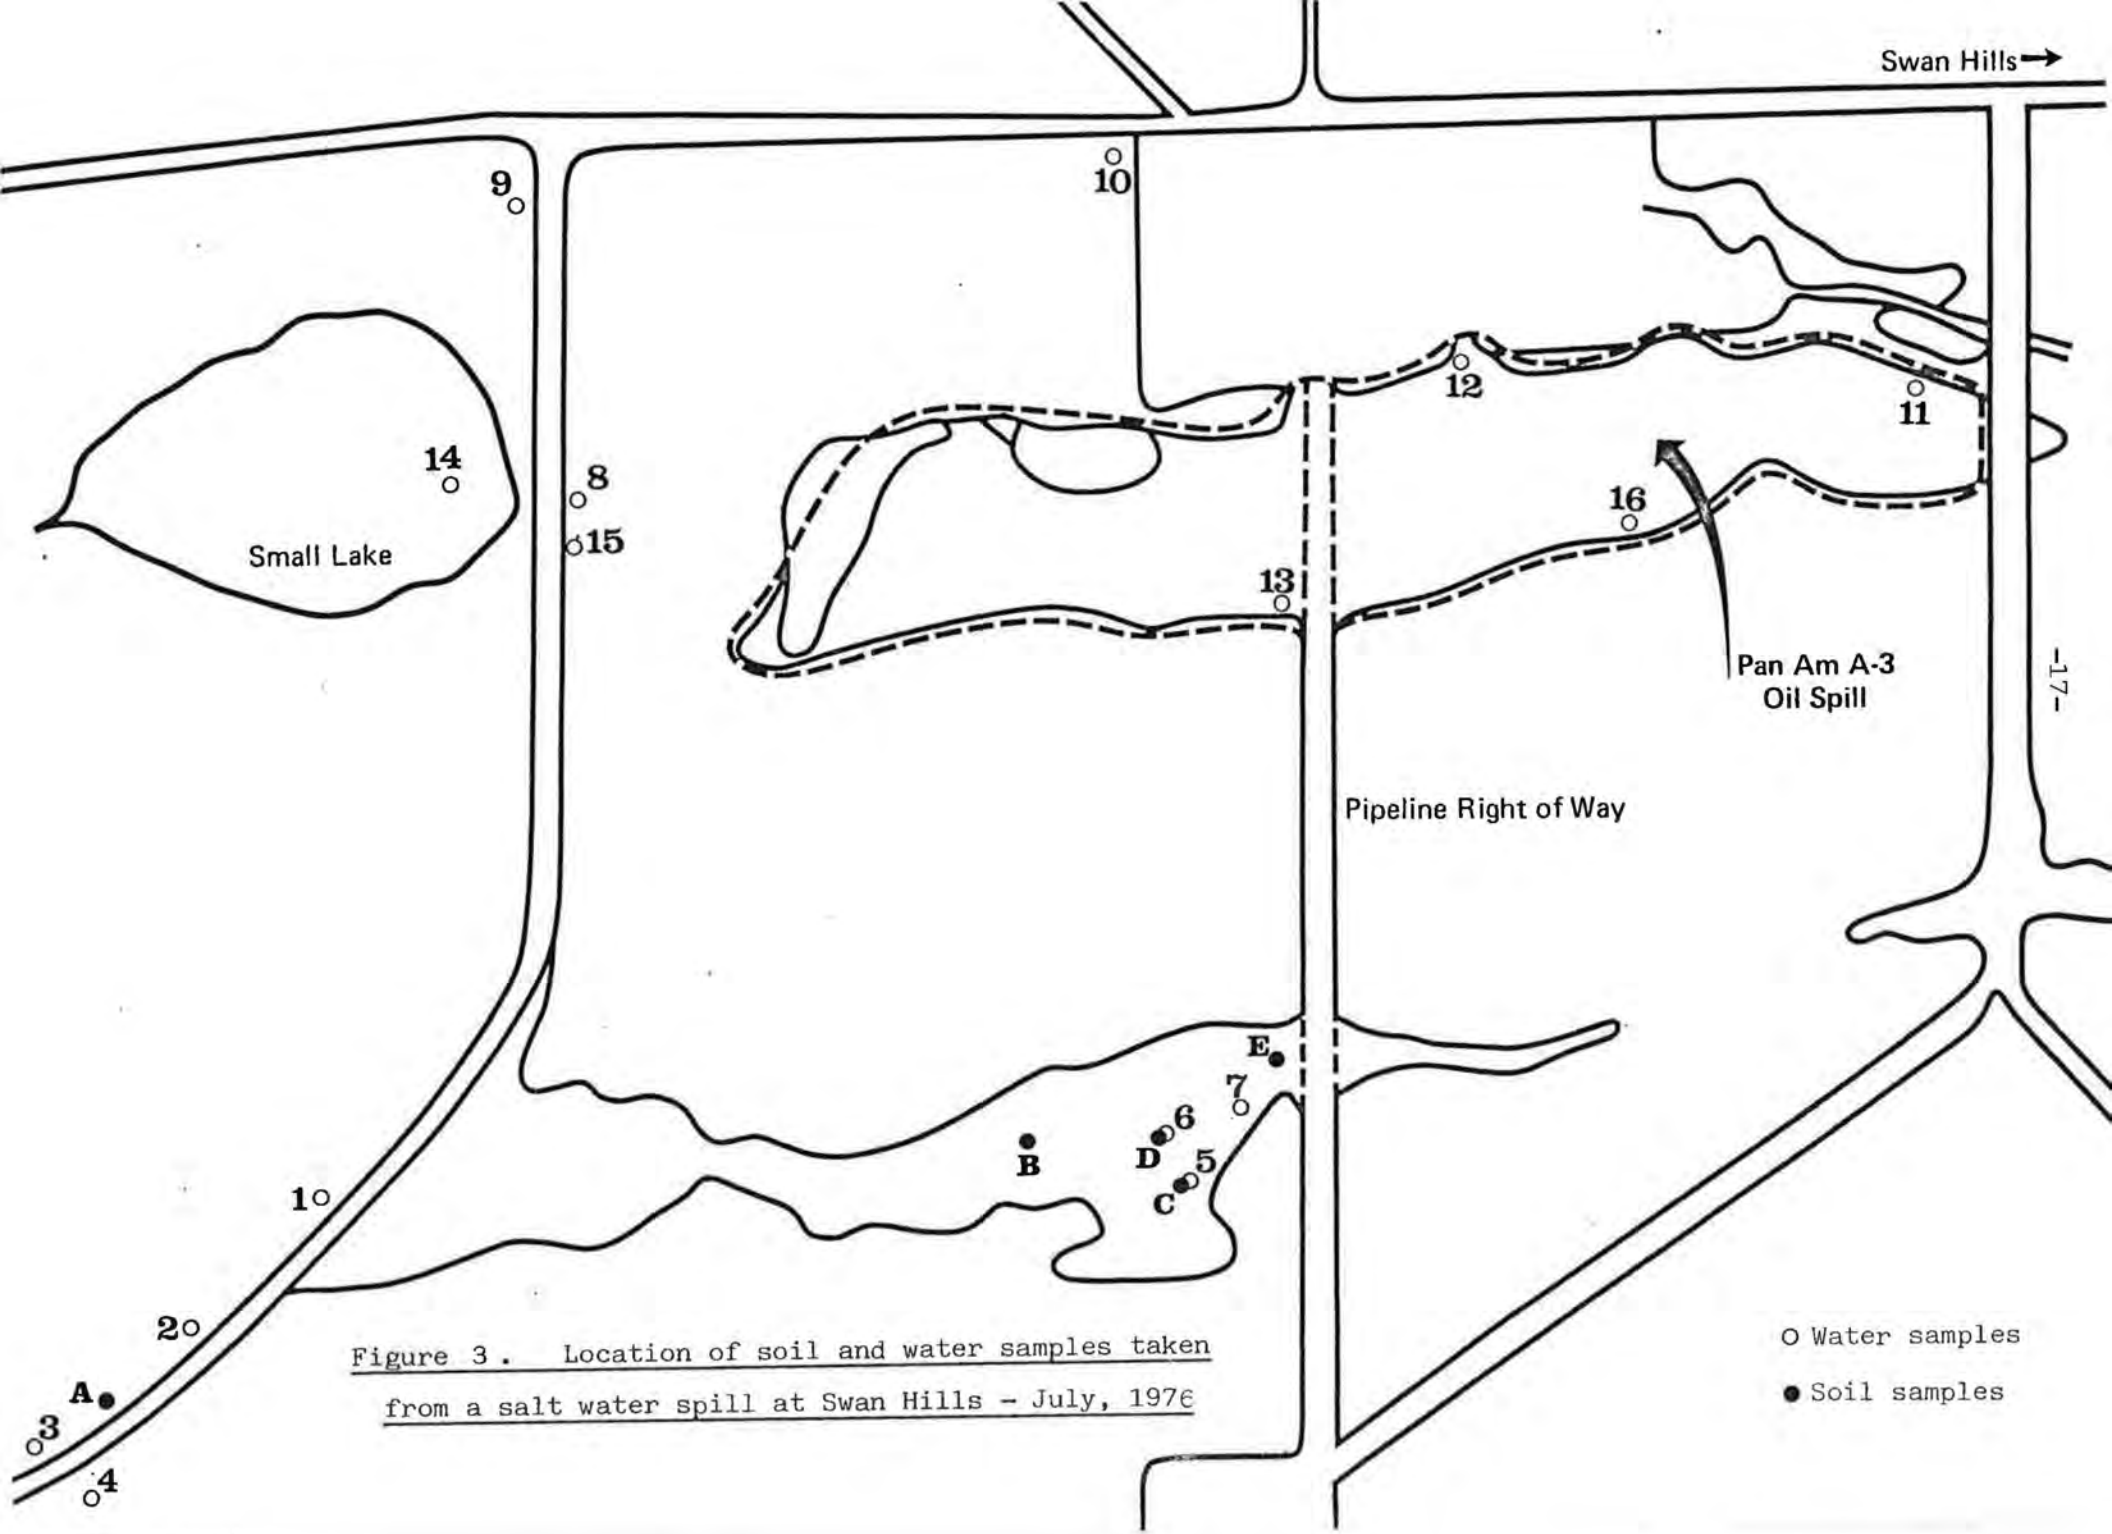 Swan Hills
9
10
12
11
14
8
16
15
Small Lake
13
Pan Am A-3
Oil Spill
-17-
Pipeline Right of Way
E
7
6
B
D
5
C
1
2
Figure 3. Location of soil and water samples taken
from a salt water spill at Swan Hills - July, 1976
Water samples
Soil samples
A
3
4